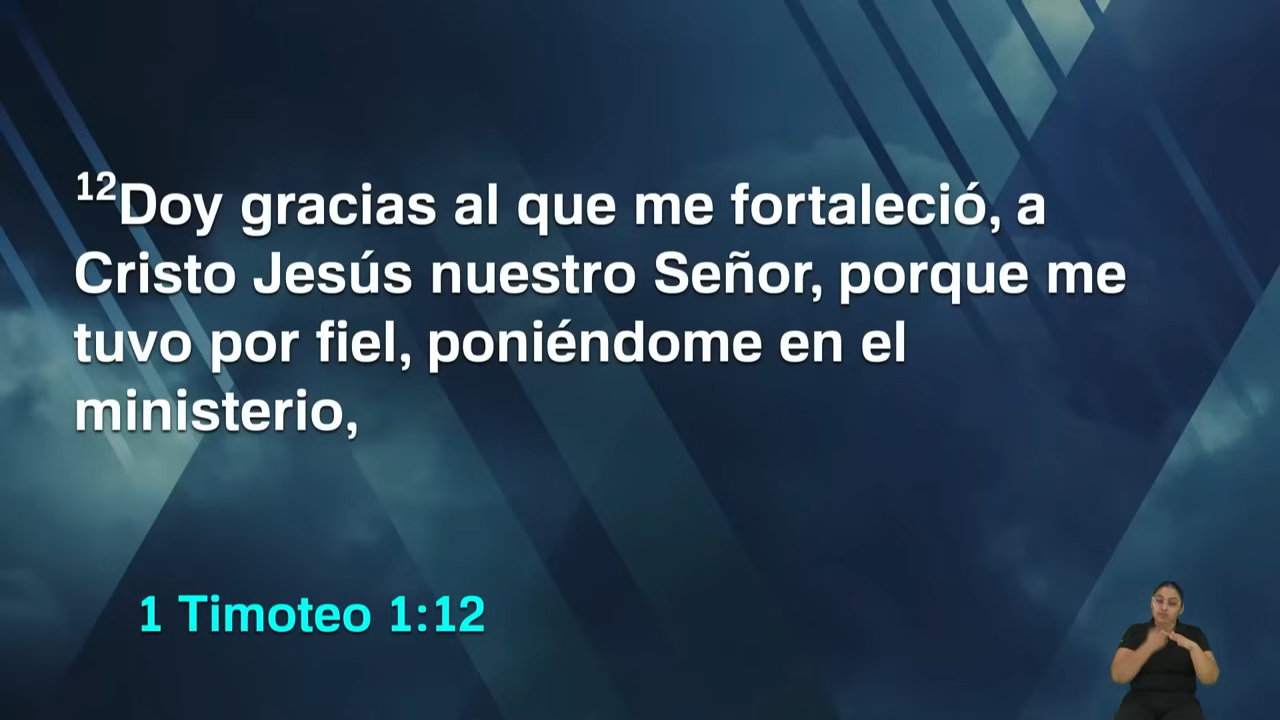 ¹²Doy gracias al que me fortaleció, a
Cristo Jesús nuestro Señor, porque me
tuvo por fiel, poniéndome en el
ministerio,
1 Timoteo 1:12